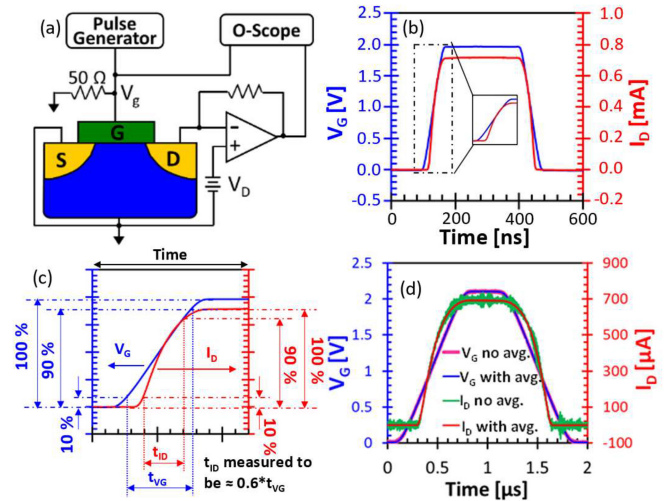 (a)
Pulse
Generator
O-Scope
50 Ω
Vg
G
S
D
−
+
VD
(b)
2.5
2.0
1.5
1.0
0.5
0.0
-0.5
VG [V]
1.0
0.8
0.6
0.4
0.2
0.0
0.2
ID [mA]
0
200
400
600
Time [ns]
(c)
Time
100 %
90 %
10 %
VG
ID
90 %
100 %
10 %
tID
tVG
tID measured to
be ≈ 0.6*tVG
(d)
2.5
2
1.5
1
0.5
0
VG [V]
VG no avg.
VG with avg.
ID no avg.
ID with avg.
900
700
500
300
100
-100
ID [µA]
0
0.5
1
1.5
2
Time [µs]